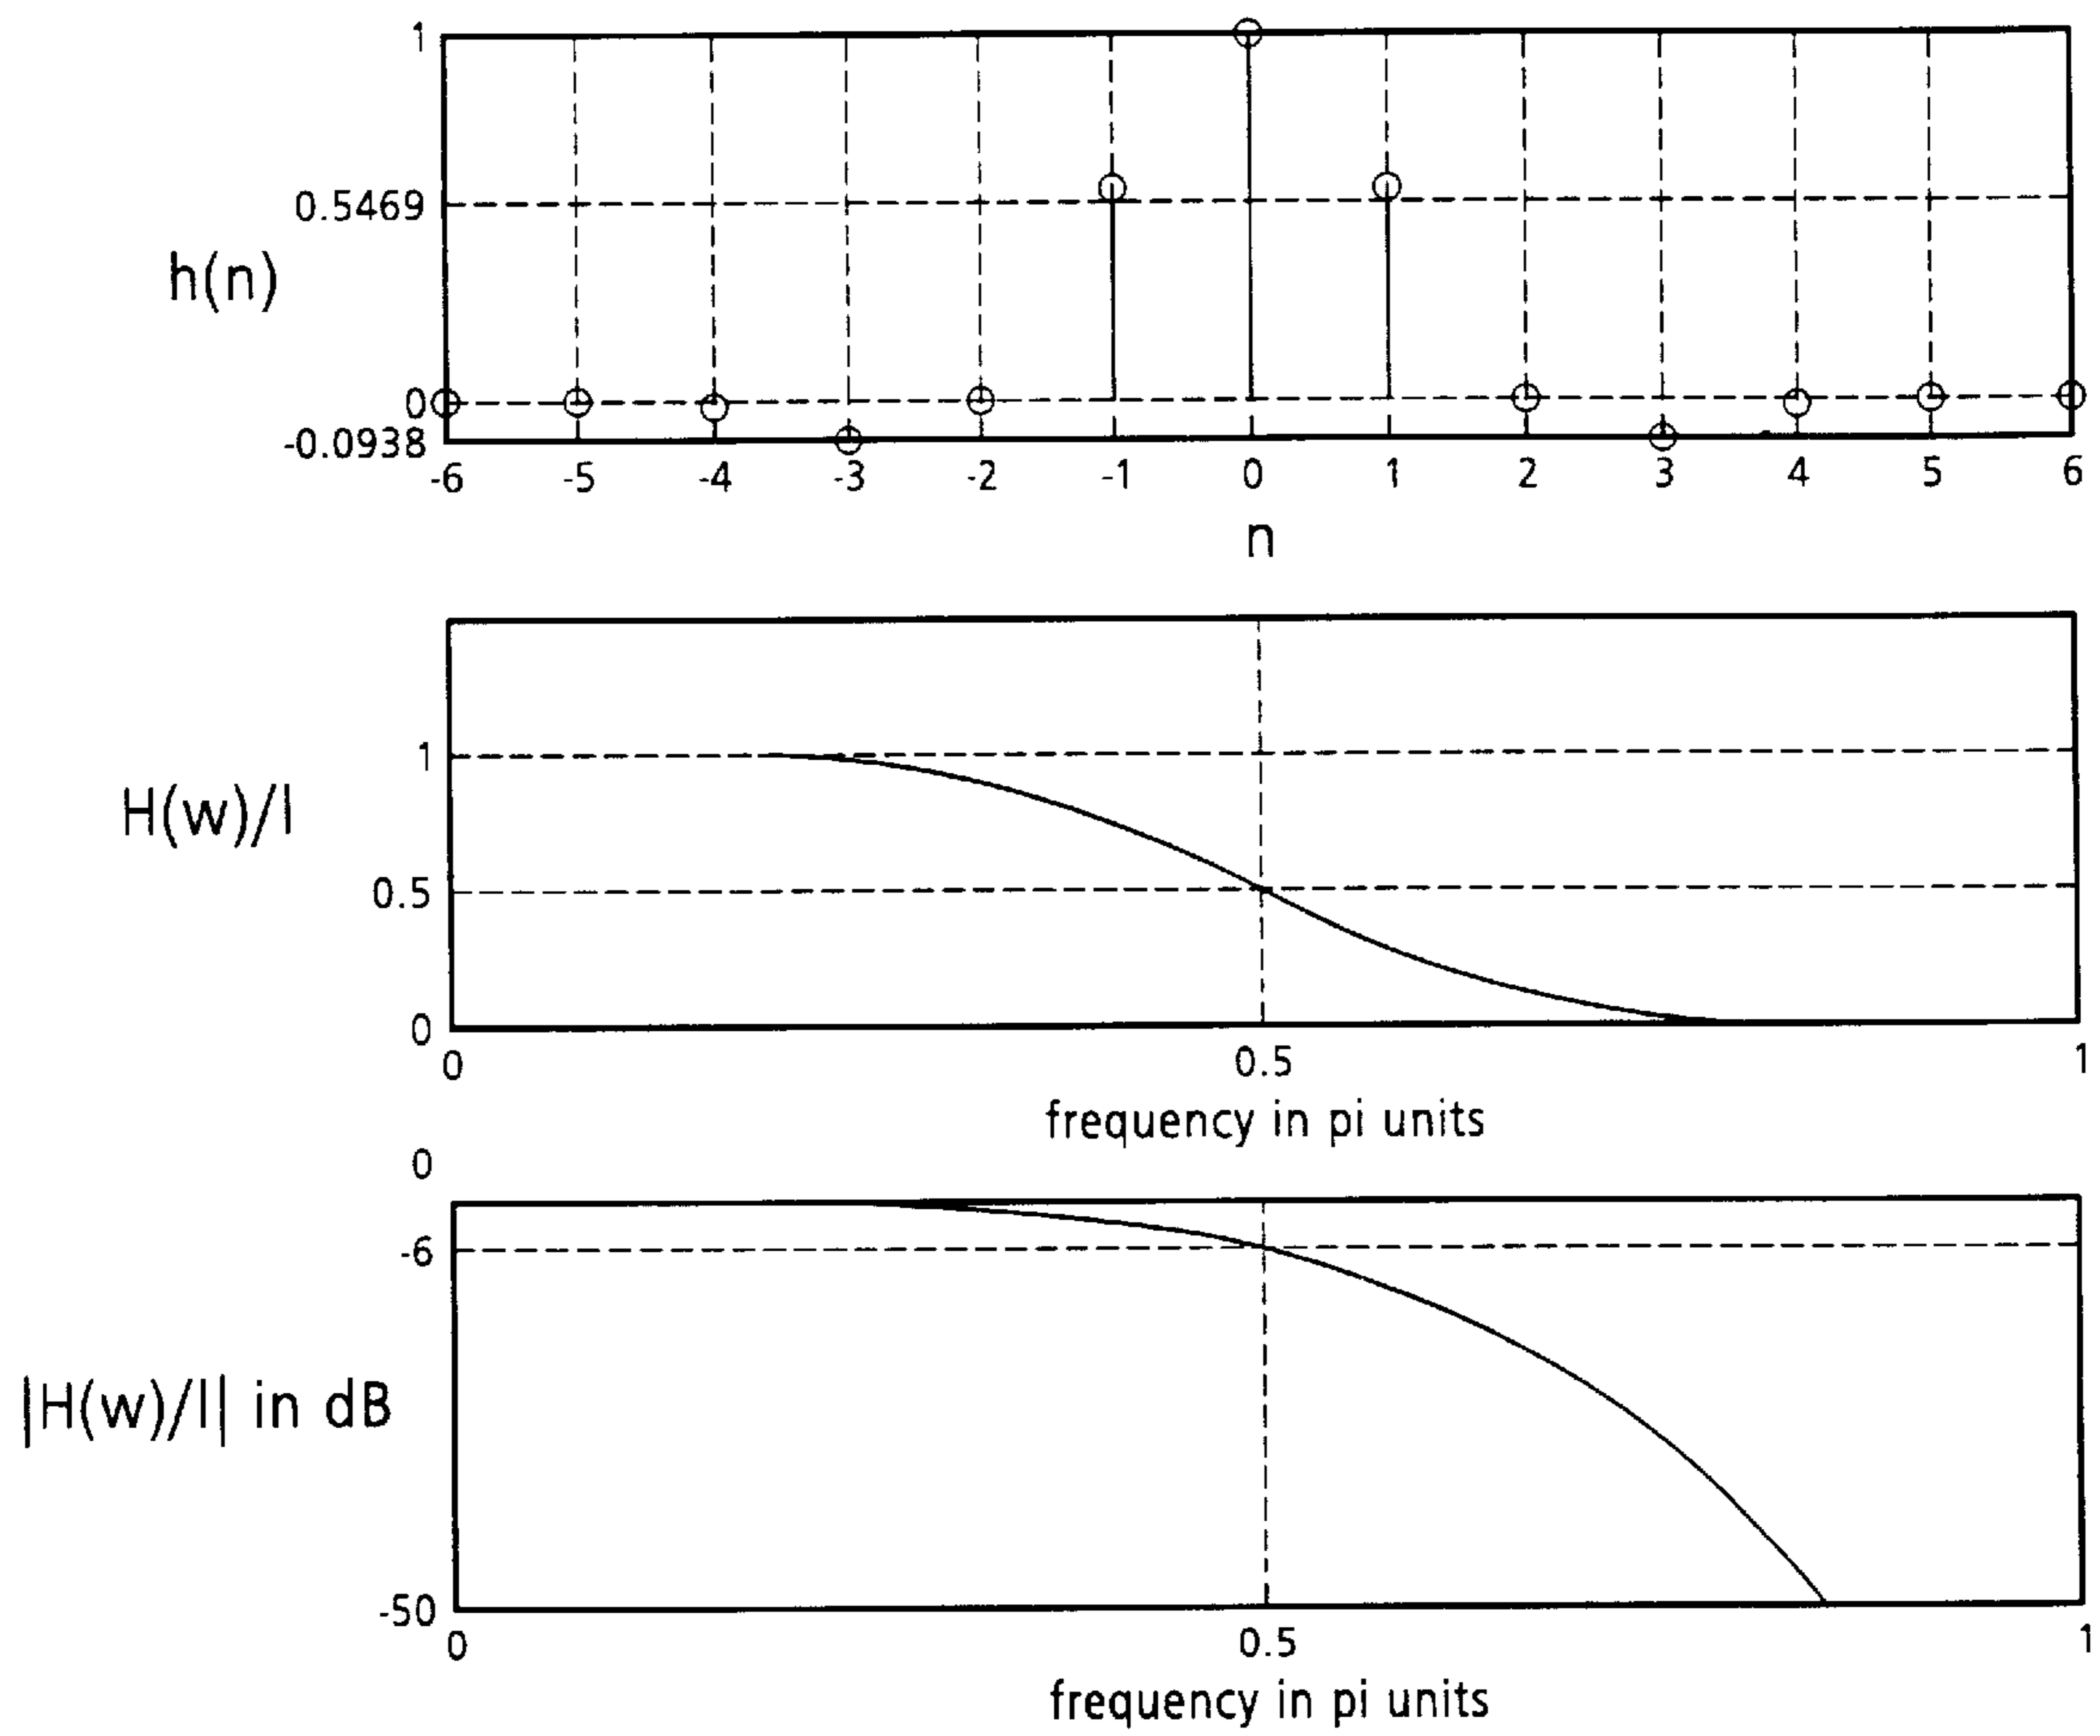 1
0.5469
h(n)
0
-0.0938
-6 -5 -4 -3 -2 -1 0 1 2 3 4 5 6
n
1
H(w)/I
0.5
0
0 0.5 1
frequency in pi units
0
-6
|H(w)/I| in dB
-50
0 0.5 1
frequency in pi units